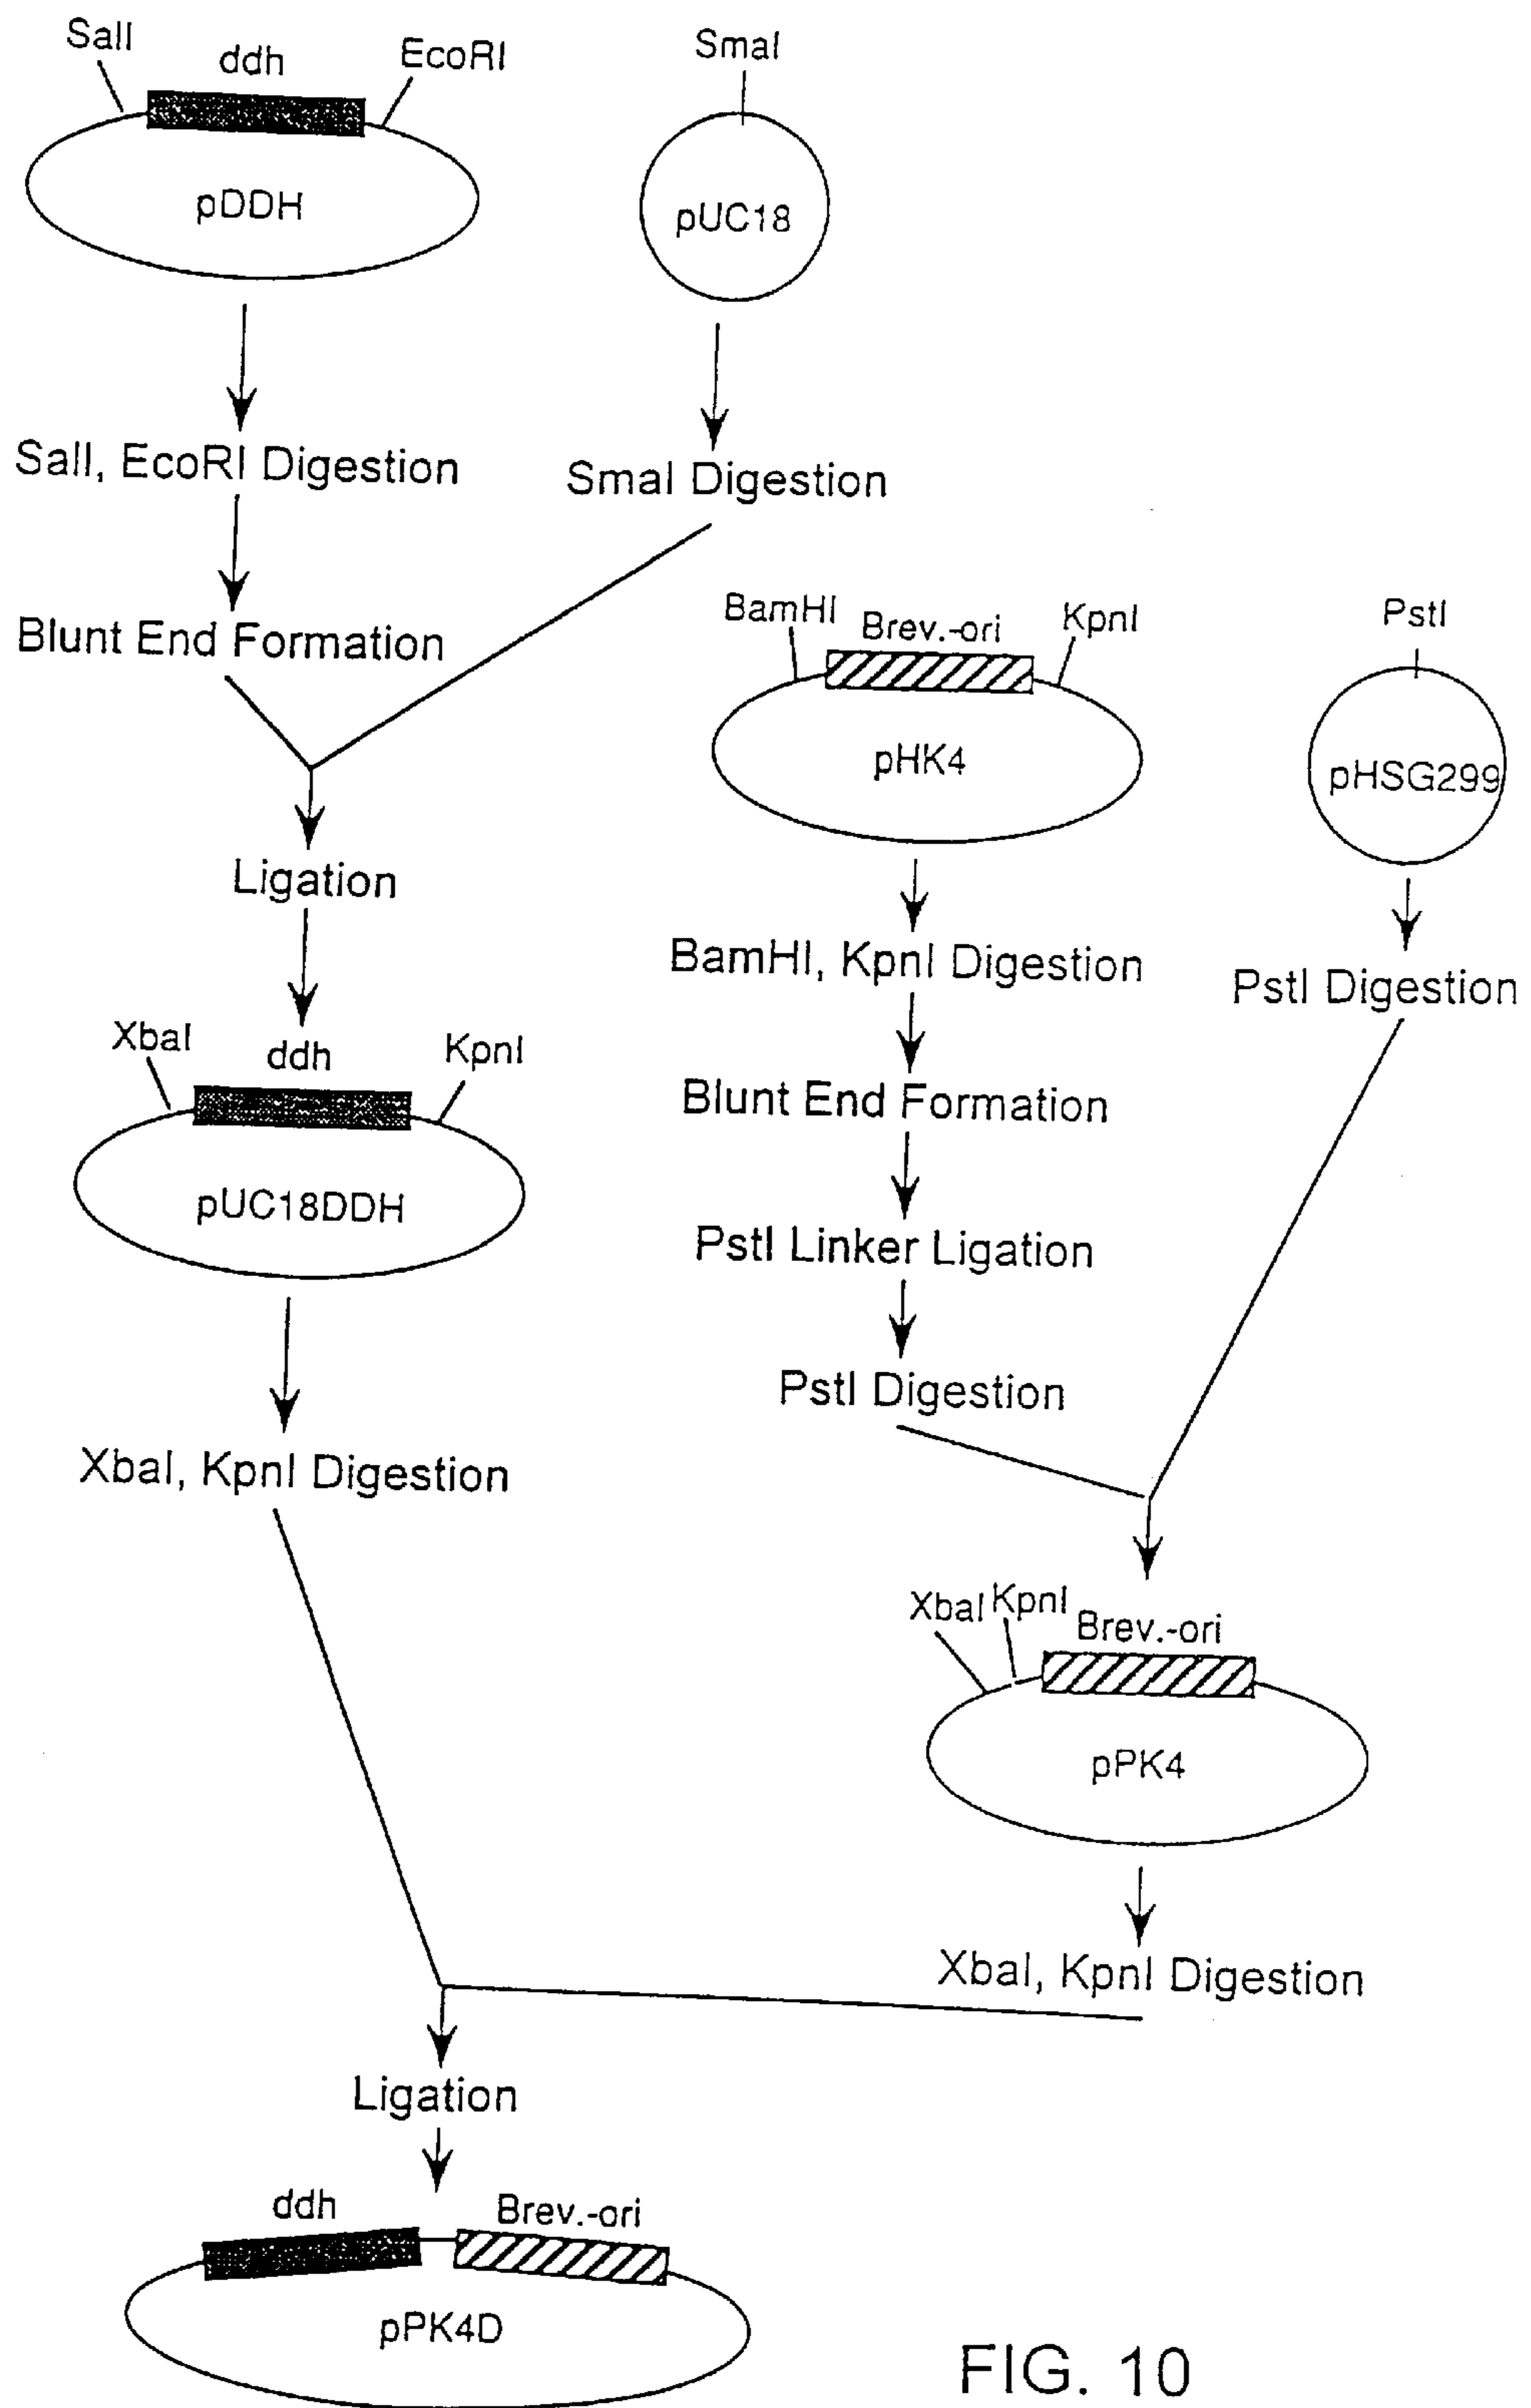 SalI
ddh
EcoRI
pDDH
SmaI
pUC18
SalI, EcoRI Digestion
SmaI Digestion
Blunt End Formation
Ligation
BamHI
Brev.-ori
KpnI
pHK4
PstI
pHSG299
BamHI, KpnI Digestion
PstI Digestion
Blunt End Formation
PstI Linker Ligation
PstI Digestion
XbaI
ddh
KpnI
pUC18DDH
XbaI, KpnI Digestion
XbaI
KpnI
Brev.-ori
pPK4
XbaI, KpnI Digestion
Ligation
ddh
Brev.-ori
pPK4D
FIG. 10